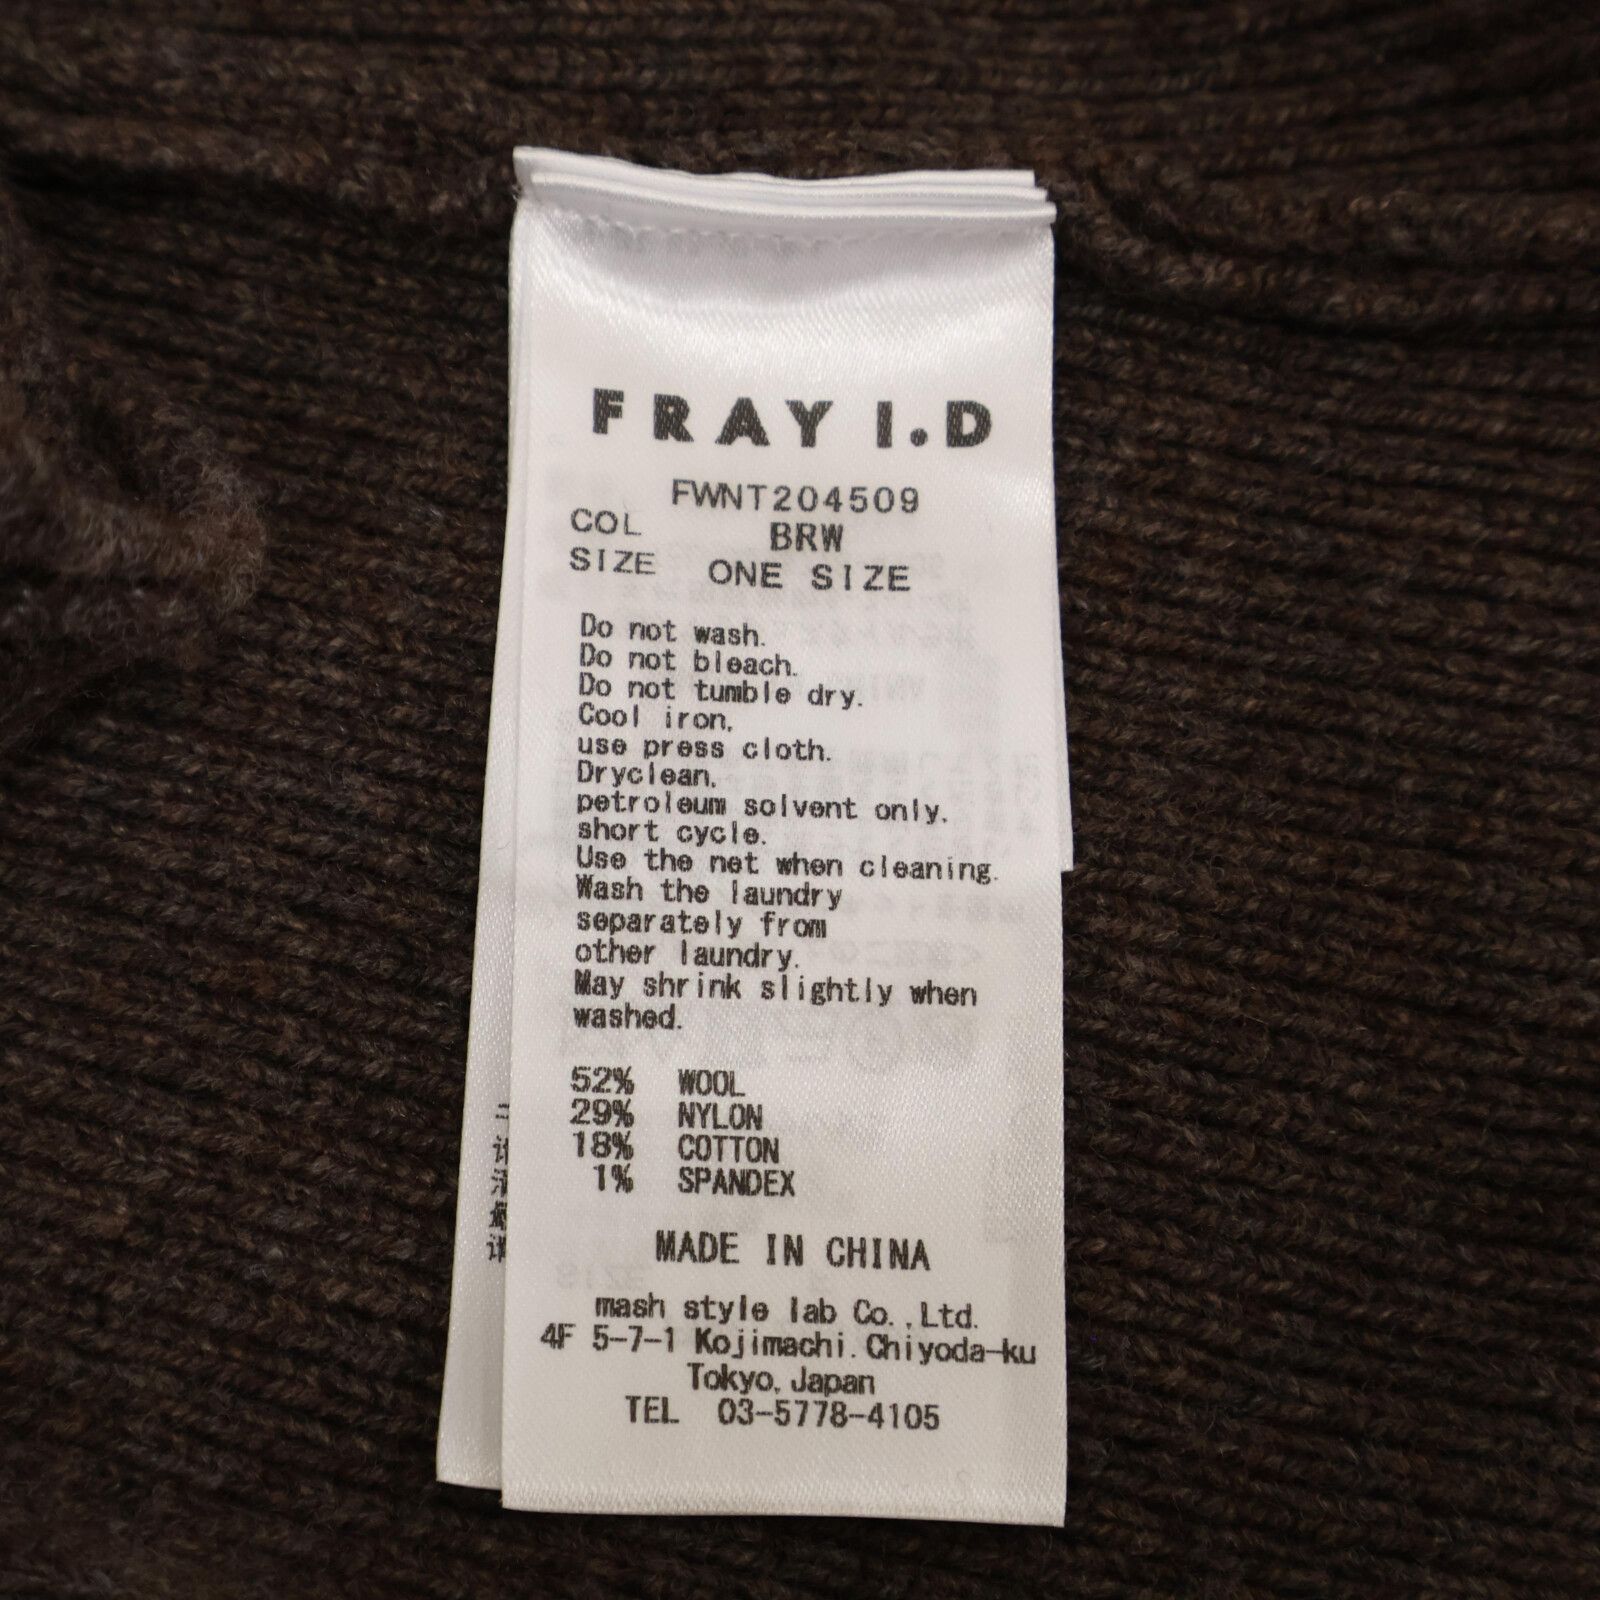 FRAY I.D
FWNT204509
COL BRW
SIZE ONE SIZE
Do not wash.
Do not bleach.
Do not tumble dry.
Cool iron,
use press cloth.
Dryclean,
petroleum solvent only,
short cycle.
Use the net when cleaning.
Wash the laundry
separately from
other laundry.
May shrink slightly when
washed.
52% WOOL
29% NYLON
18% COTTON
1% SPANDEX
MADE IN CHINA
mash style lab Co.,Ltd.
4F 5-7-1 Kojimachi.Chiyoda-ku
Tokyo,Japan
TEL 03-5778-4105